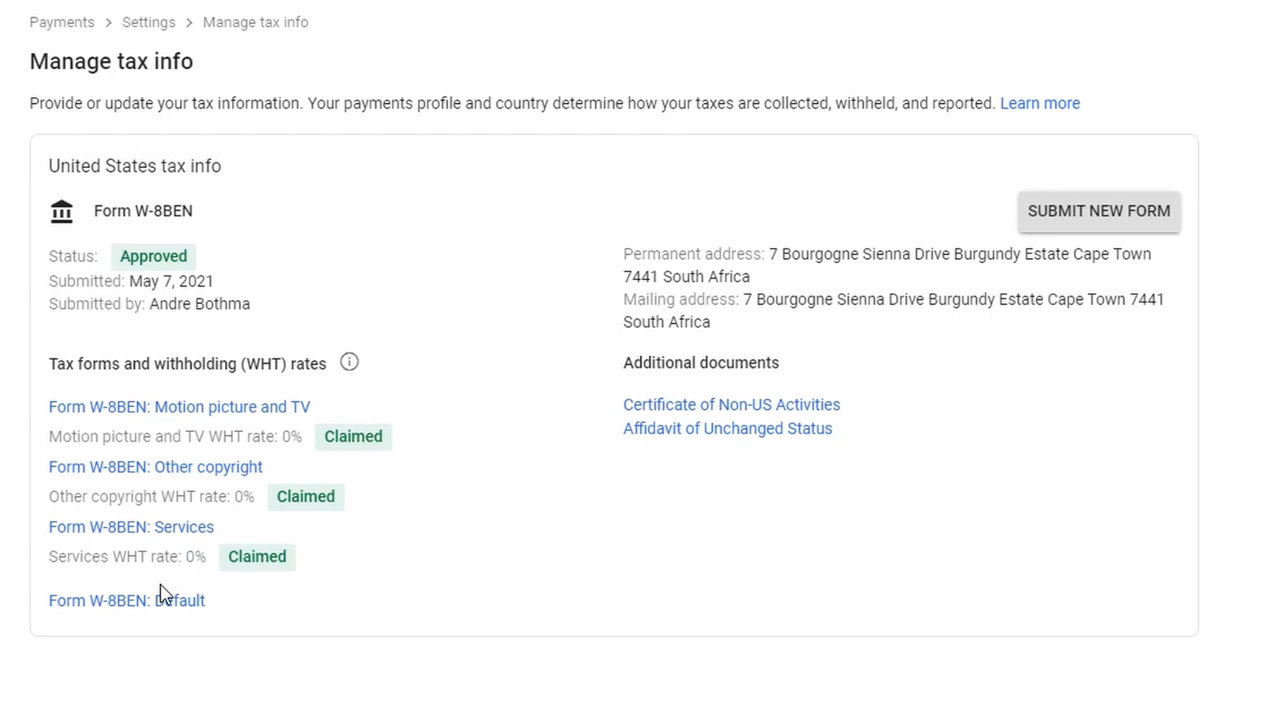 Payments > Settings > Manage tax info
Manage tax info
Provide or update your tax information. Your payments profile and country determine how your taxes are collected, withheld, and reported. Learn more
United States tax info
Form W-8BEN
SUBMIT NEW FORM
Status: Approved
Submitted: May 7, 2021
Submitted by: Andre Bothma
Permanent address: 7 Bourgogne Sienna Drive Burgundy Estate Cape Town
7441 South Africa
Mailing address: 7 Bourgogne Sienna Drive Burgundy Estate Cape Town 7441
South Africa
Tax forms and withholding (WHT) rates
Form W-8BEN: Motion picture and TV
Motion picture and TV WHT rate: 0% Claimed
Form W-8BEN: Other copyright
Other copyright WHT rate: 0% Claimed
Form W-8BEN: Services
Services WHT rate: 0% Claimed
Form W-8BEN: Default
Additional documents
Certificate of Non-US Activities
Affidavit of Unchanged Status